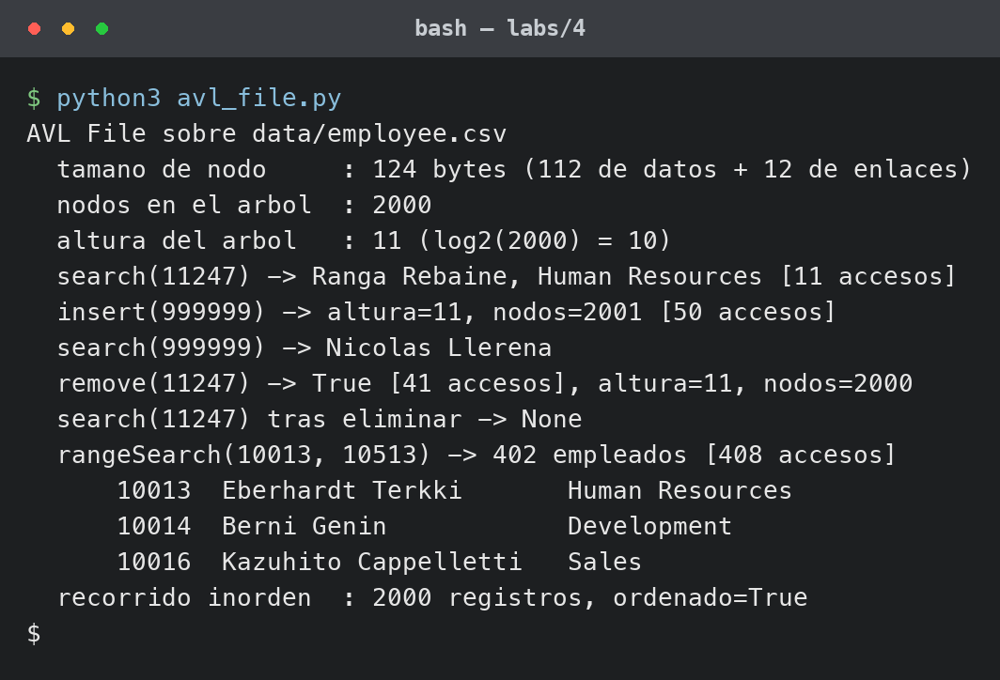 bash — labs/4
$ python3 avl_file.py
AVL File sobre data/employee.csv
  tamano de nodo     : 124 bytes (112 de datos + 12 de enlaces)
  nodos en el arbol  : 2000
  altura del arbol   : 11 (log2(2000) = 10)
  search(11247) —> Ranga Rebaine, Human Resources [11 accesos]
  insert(999999) —> altura=11, nodos=2001 [50 accesos]
  search(999999) —> Nicolas Llerena
  remove(11247) —> True [41 accesos], altura=11, nodos=2000
  search(11247) tras eliminar —> None
  rangeSearch(10013, 10513) —> 402 empleados [408 accesos]
      10013  Eberhardt Terkki       Human Resources
      10014  Berni Genin            Development
      10016  Kazuhito Cappelletti   Sales
  recorrido inorden  : 2000 registros, ordenado=True
$